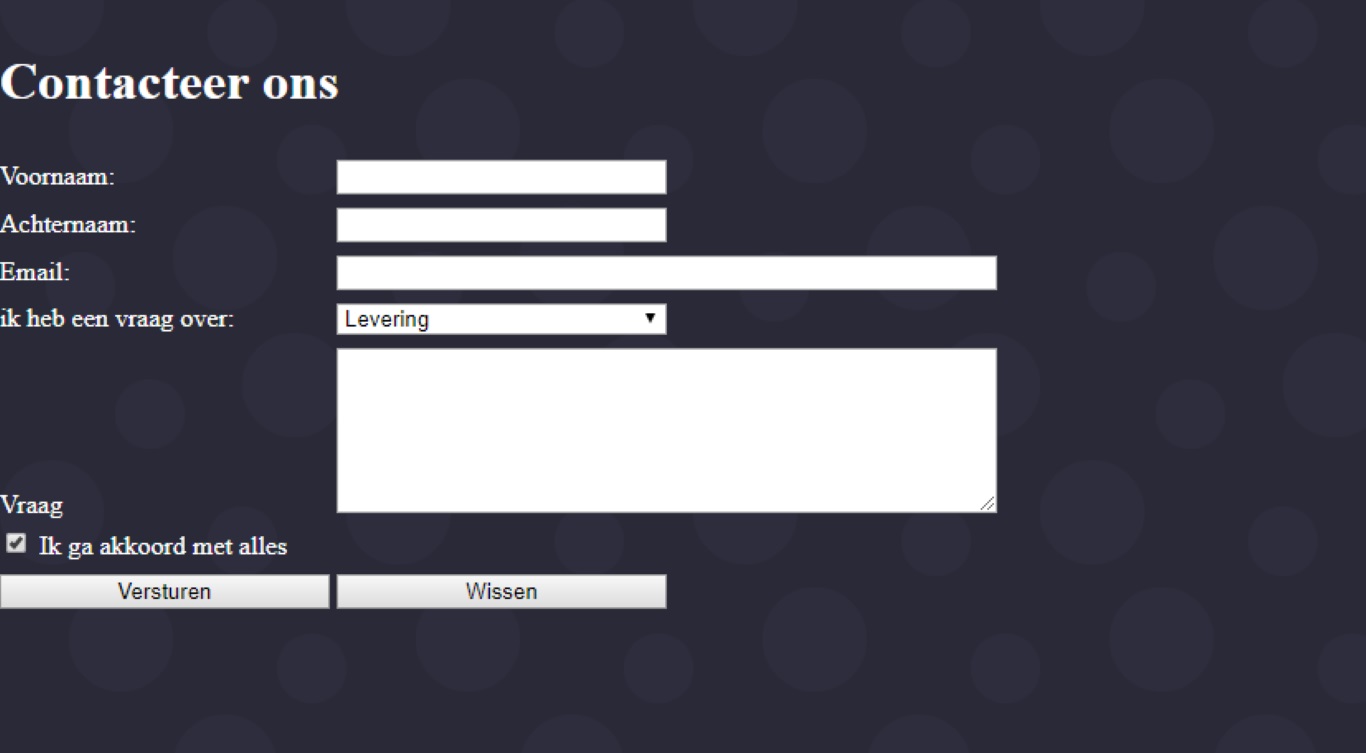 Contacteer ons
Voornaam:
Achternaam:
Email:
ik heb een vraag over: Levering
Vraag
Ik ga akkoord met alles
Versturen Wissen